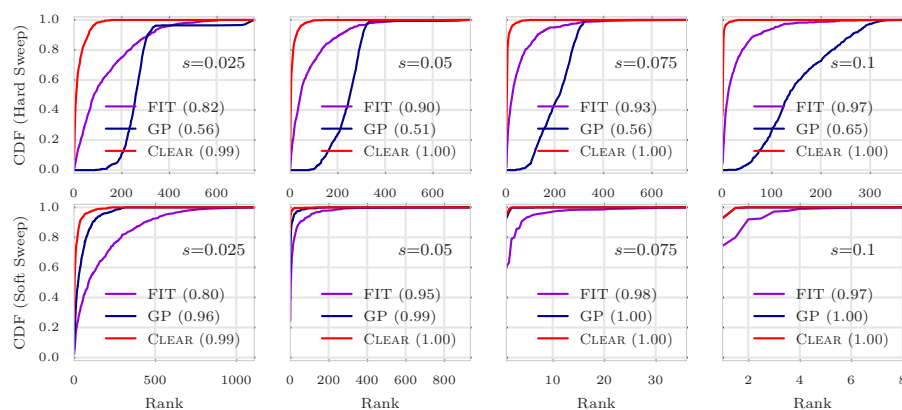 CDF (Hard Sweep)
1.0
0.8
0.6
0.4
0.2
0.0
s=0.025
FIT (0.82)
GP (0.56)
CLEAR (0.99)
0 200 400 600
s=0.05
FIT (0.90)
GP (0.51)
CLEAR (1.00)
0 200 400 600
s=0.075
FIT (0.93)
GP (0.56)
CLEAR (1.00)
0 200 400 600
s=0.1
FIT (0.97)
GP (0.65)
CLEAR (1.00)
0 100 200 300
CDF (Soft Sweep)
1.0
0.8
0.6
0.4
0.2
0.0
s=0.025
FIT (0.80)
GP (0.96)
CLEAR (0.99)
0 500 1000
Rank
s=0.05
FIT (0.95)
GP (0.99)
CLEAR (1.00)
0 200 400 600 800
Rank
s=0.075
FIT (0.98)
GP (1.00)
CLEAR (1.00)
10 20 30
Rank
s=0.1
FIT (0.97)
GP (1.00)
CLEAR (1.00)
2 4 6 8
Rank